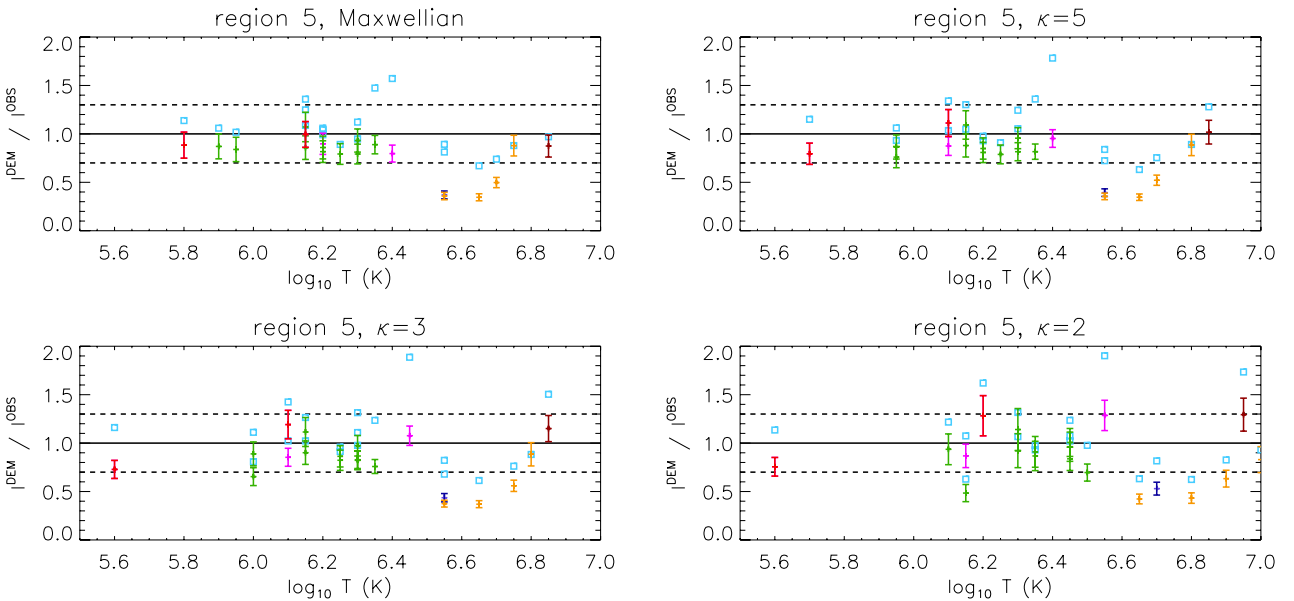 region 5, Maxwellian
2.0
1.5
1.0
0.5
0.0
I^DEM / I^OBS
5.6 5.8 6.0 6.2 6.4 6.6 6.8 7.0
log₁₀ T (K)
region 5, κ=5
2.0
1.5
1.0
0.5
0.0
I^DEM / I^OBS
5.6 5.8 6.0 6.2 6.4 6.6 6.8 7.0
log₁₀ T (K)
region 5, κ=3
2.0
1.5
1.0
0.5
0.0
I^DEM / I^OBS
5.6 5.8 6.0 6.2 6.4 6.6 6.8 7.0
log₁₀ T (K)
region 5, κ=2
2.0
1.5
1.0
0.5
0.0
I^DEM / I^OBS
5.6 5.8 6.0 6.2 6.4 6.6 6.8 7.0
log₁₀ T (K)